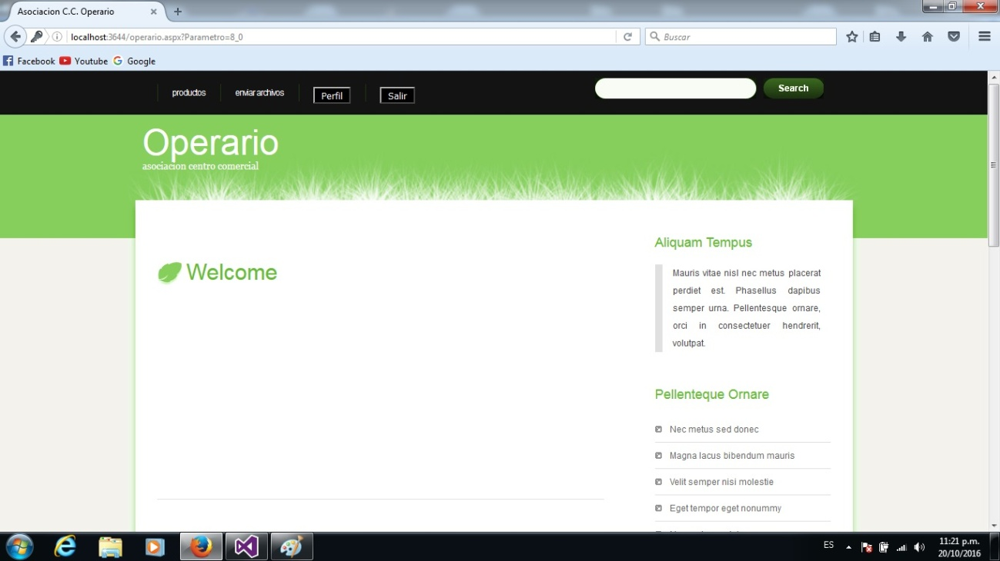 Asociacion C.C. Operario
localhost:3644/operario.aspx?Parametro=8_0
Buscar
Facebook Youtube Google
productos enviar archivos Perfil Salir Search
Operario
asociacion centro comercial
Welcome
Aliquam Tempus
Mauris vitae nisl nec metus placerat
perdiet est. Phasellus dapibus
semper urna. Pellentesque ornare,
orci in consectetuer hendrerit,
volutpat.
Pellenteque Ornare
Nec metus sed donec
Magna lacus bibendum mauris
Velit semper nisi molestie
Eget tempor eget nonummy
ES
11:21 p.m.
20/10/2016